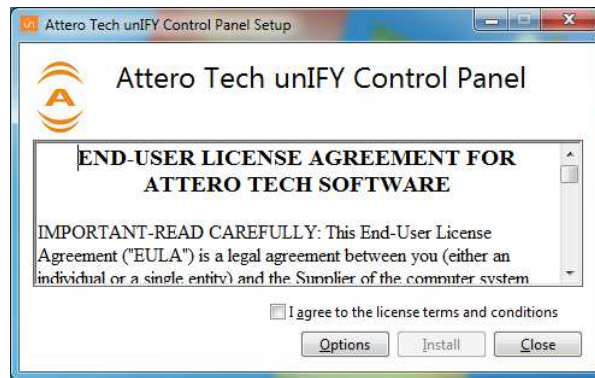 Attero Tech unIFY Control Panel Setup
Attero Tech unIFY Control Panel
END-USER LICENSE AGREEMENT FOR
ATTERO TECH SOFTWARE
IMPORTANT-READ CAREFULLY: This End-User License
Agreement ("EULA") is a legal agreement between you (either an
individual or a single entity) and the Supplier of the computer system
I agree to the license terms and conditions
Options Install Close